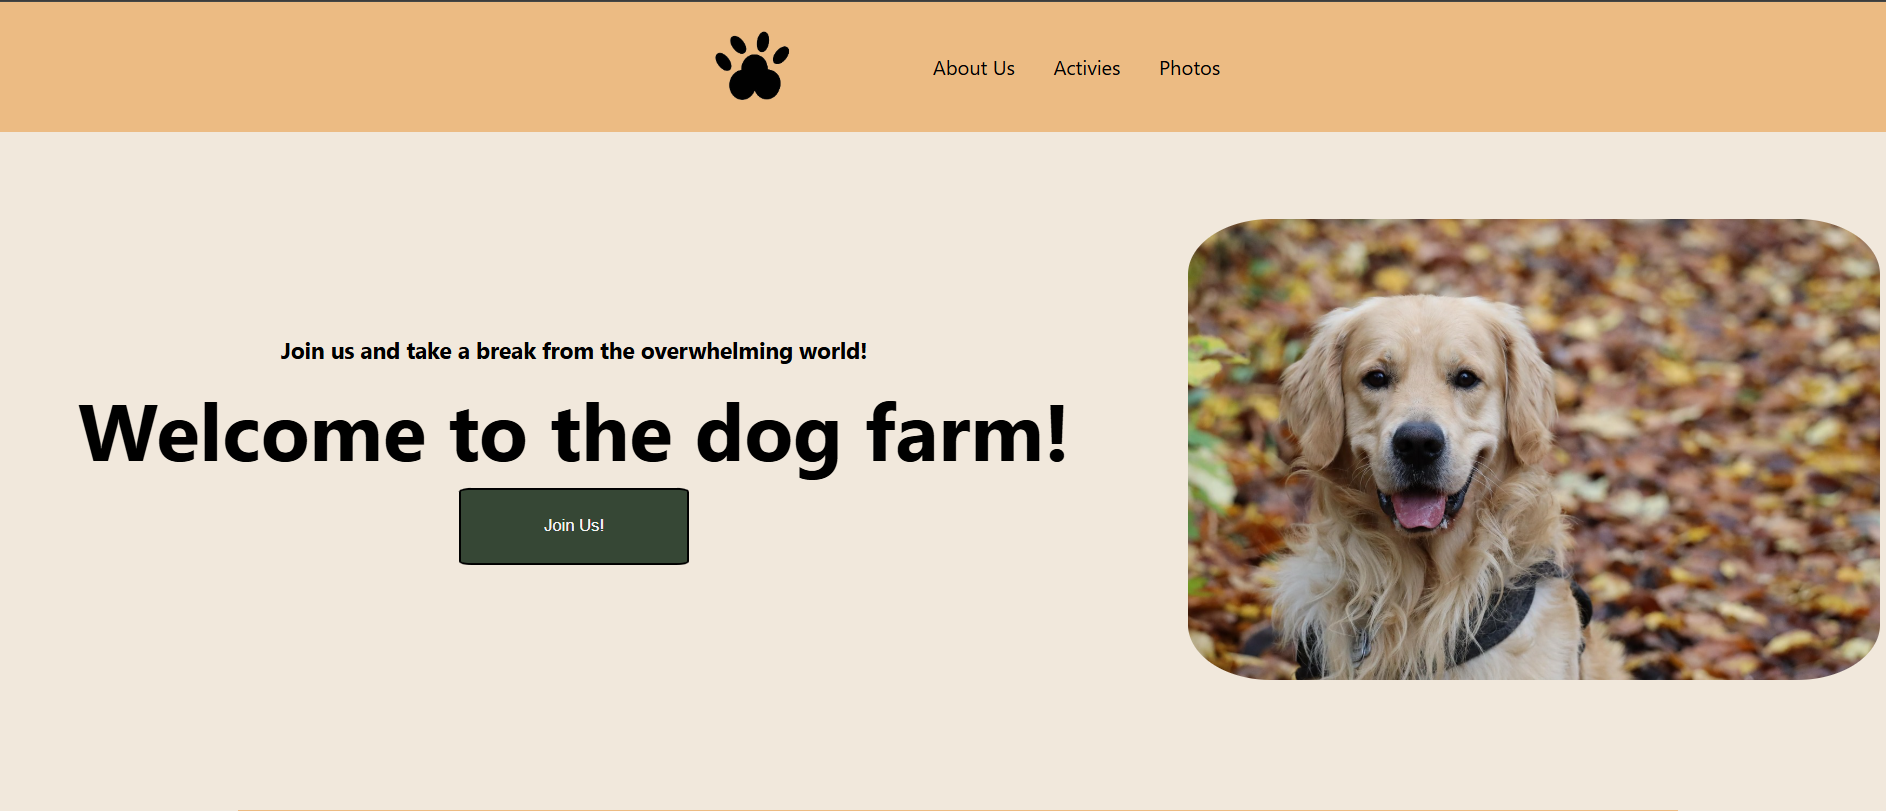 About Us Activies Photos
Join us and take a break from the overwhelming world!
Welcome to the dog farm!
Join Us!